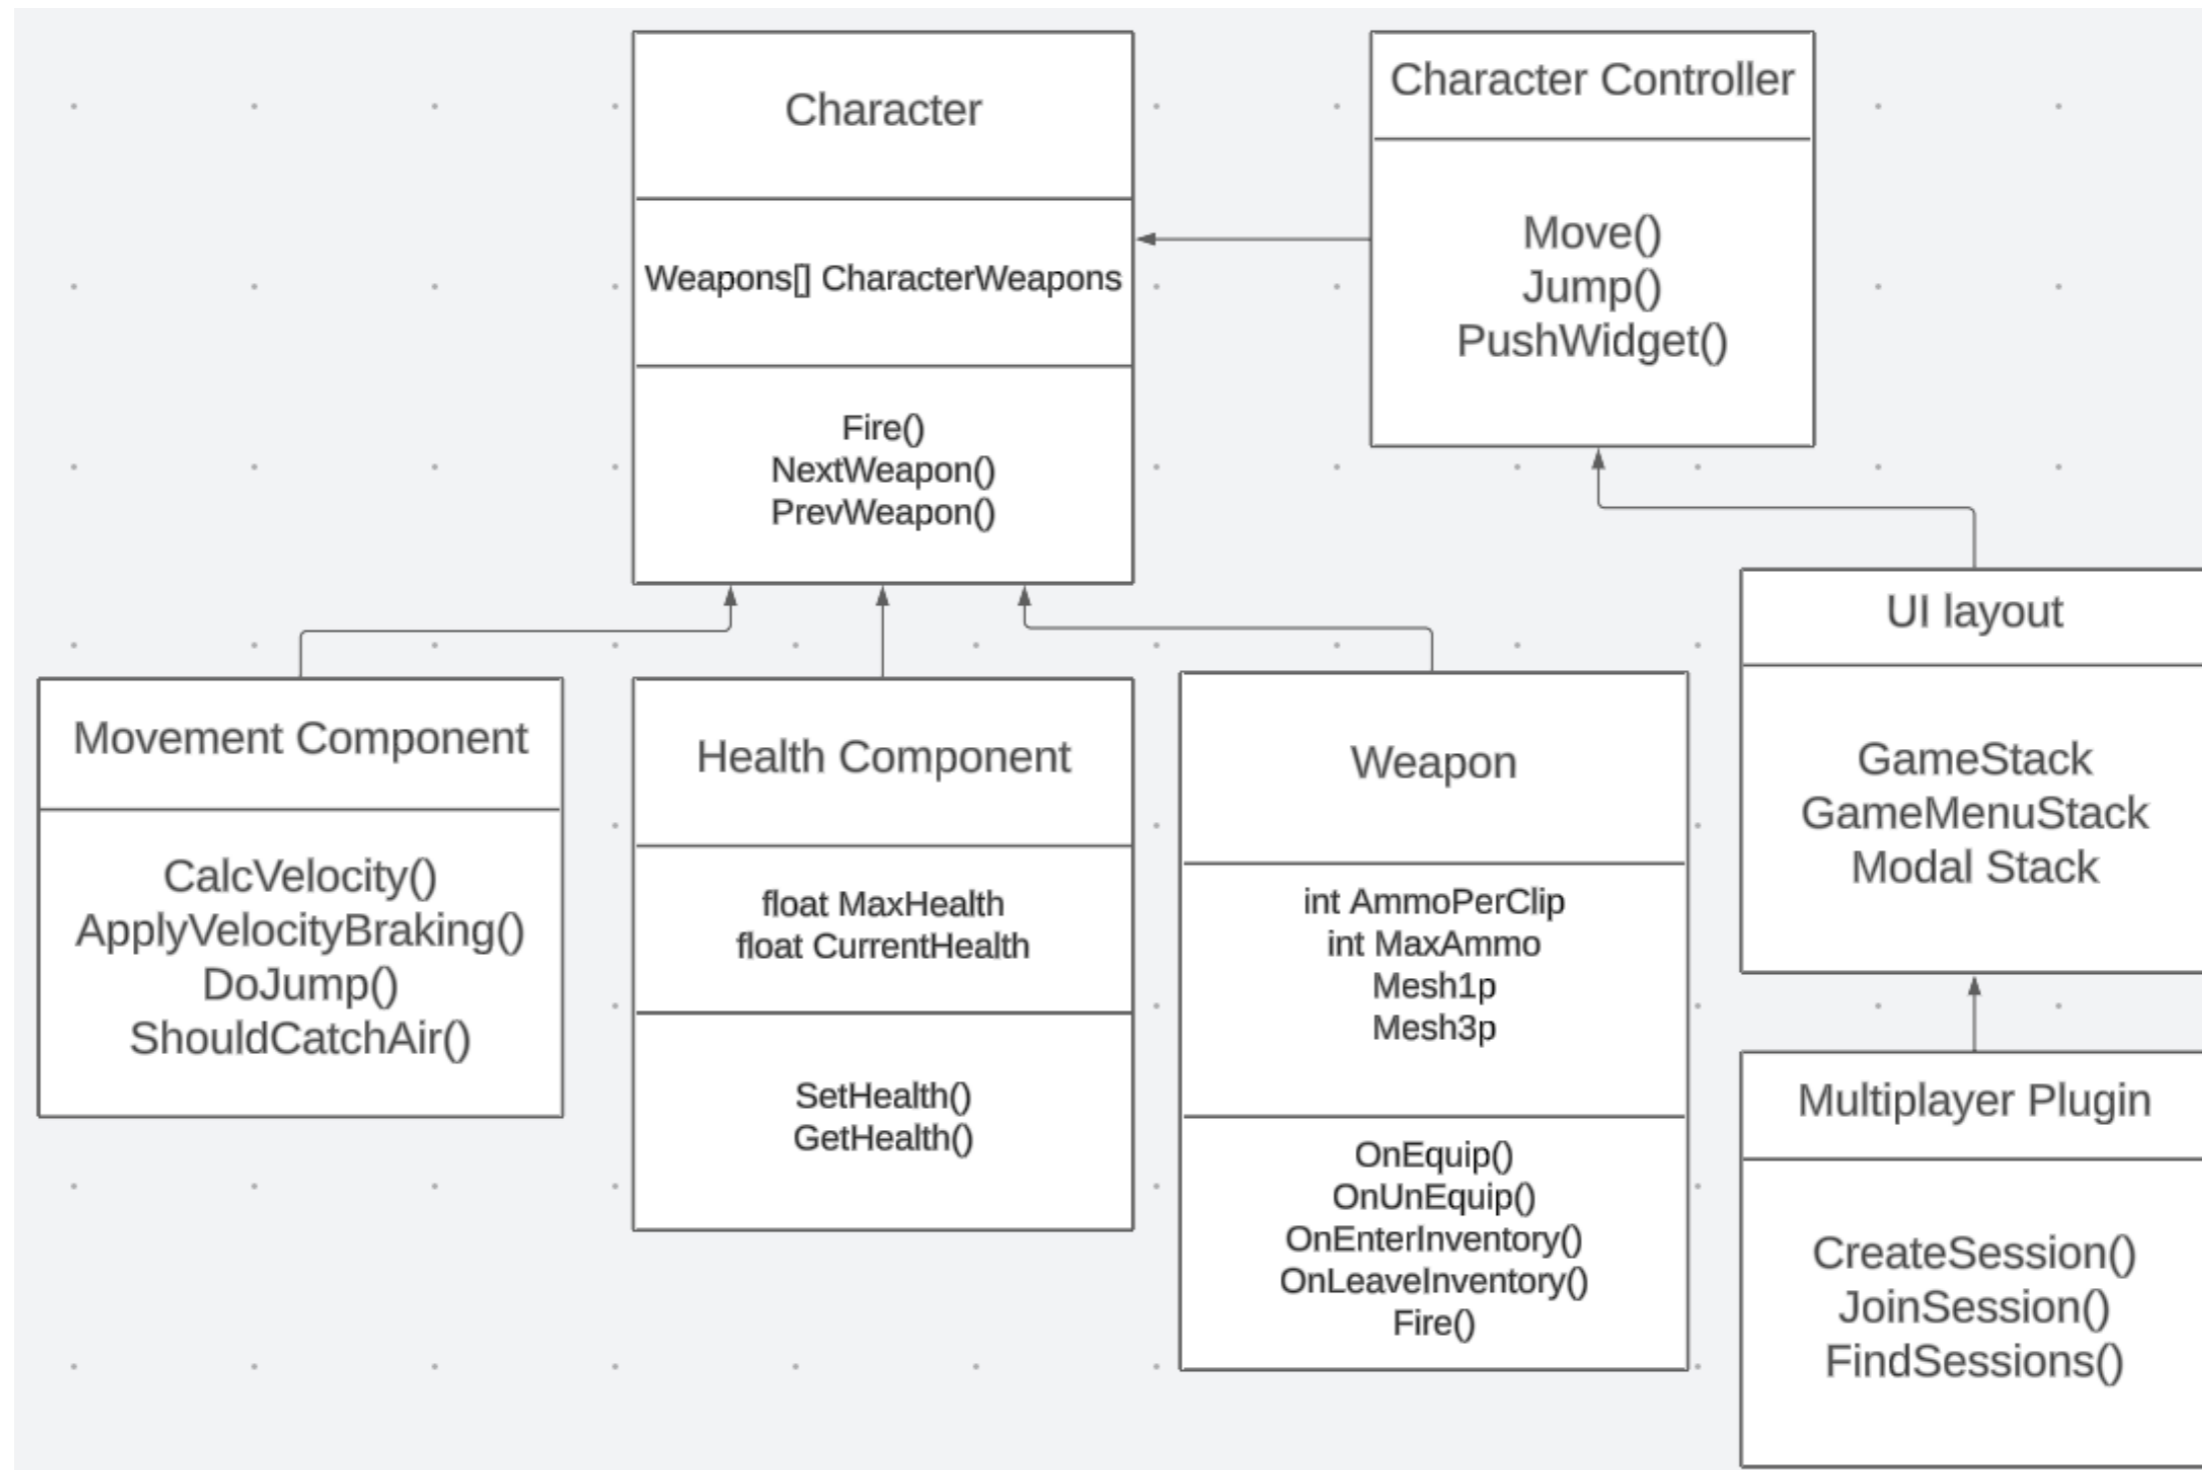 Character
Weapons[] CharacterWeapons
Fire()
NextWeapon()
PrevWeapon()
Character Controller
Move()
Jump()
PushWidget()
Movement Component
CalcVelocity()
ApplyVelocityBraking()
DoJump()
ShouldCatchAir()
Health Component
float MaxHealth
float CurrentHealth
SetHealth()
GetHealth()
Weapon
int AmmoPerClip
int MaxAmmo
Mesh1p
Mesh3p
OnEquip()
OnUnEquip()
OnEnterInventory()
OnLeaveInventory()
Fire()
UI layout
GameStack
GameMenuStack
Modal Stack
Multiplayer Plugin
CreateSession()
JoinSession()
FindSessions()